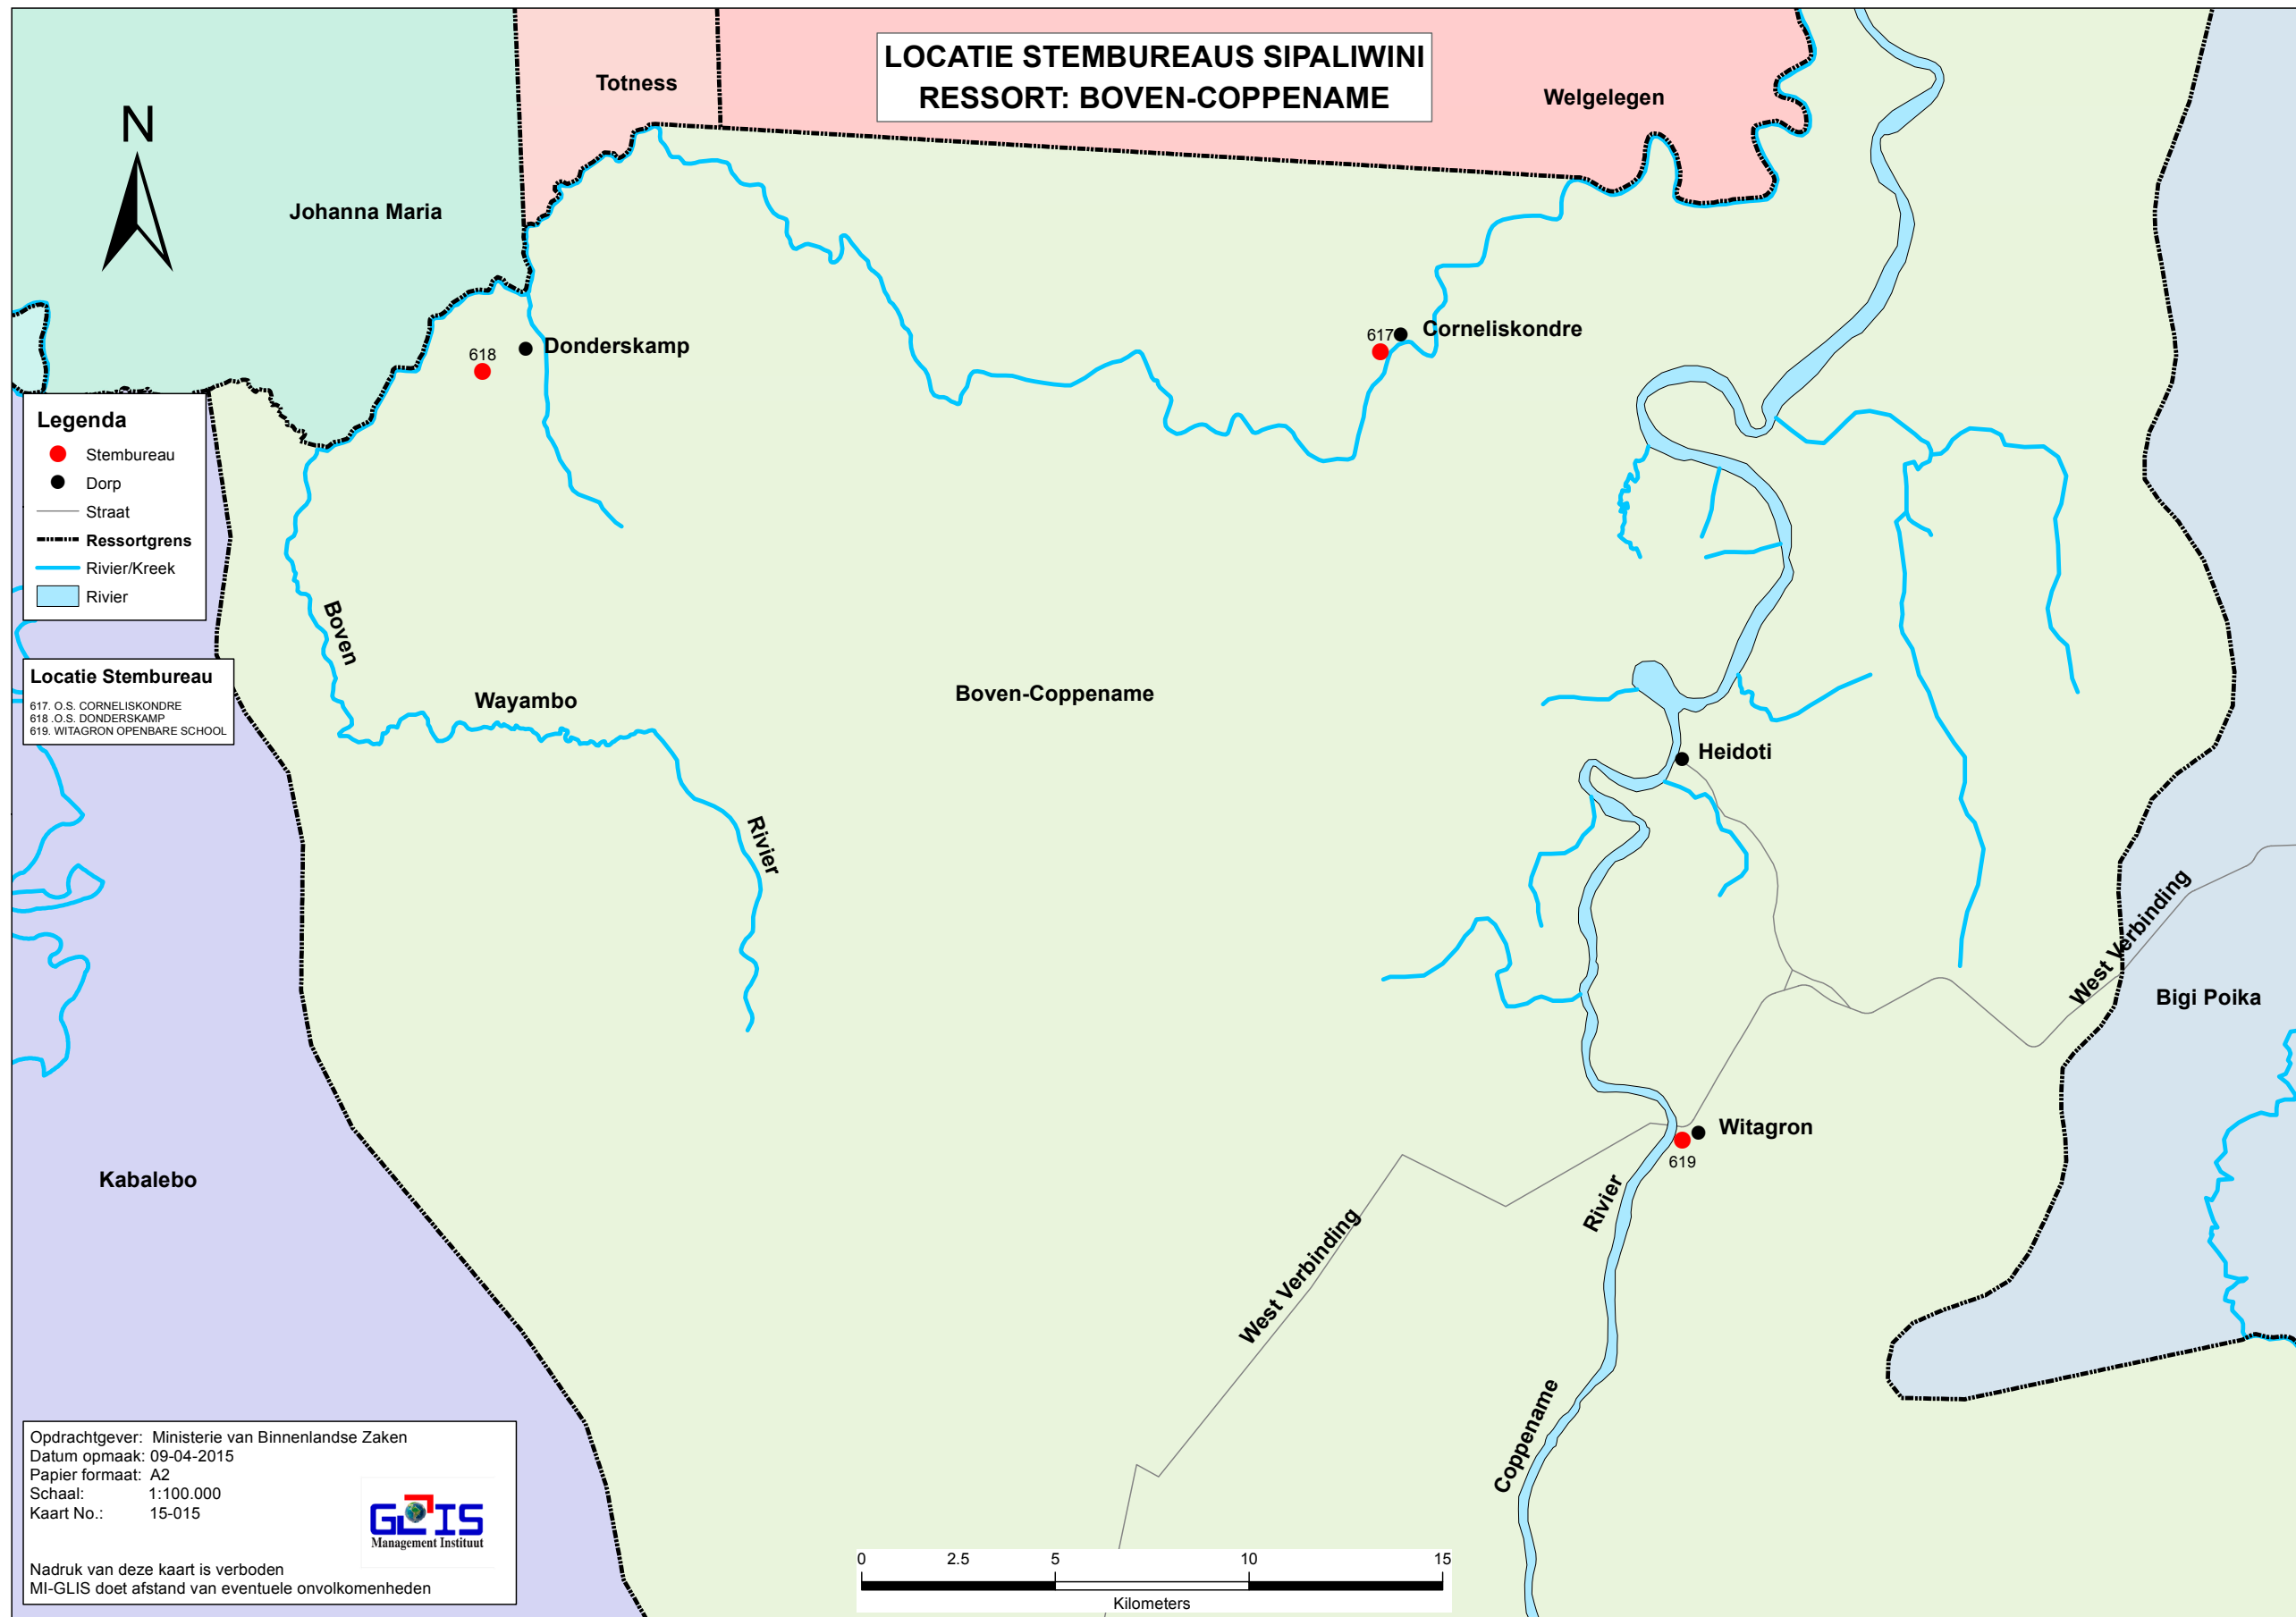 LOCATIE STEMBUREAUS SIPALIWINI
RESSORT: BOVEN-COPPENAME
Totness
Welgelegen
N
Johanna Maria
618
Donderskamp
617
Corneliskondre
Legenda
Stembureau
Dorp
Straat
Ressortgrens
Rivier/Kreek
Rivier
Boven
Wayambo
Rivier
Locatie Stembureau
617. O.S. CORNELISKONDRE
618 .O.S. DONDERSKAMP
619. WITAGRON OPENBARE SCHOOL
Boven-Coppename
Heidoti
West Verbinding
Bigi Poika
Witagron
619
Kabalebo
Rivier
West Verbinding
Coppename
Opdrachtgever: Ministerie van Binnenlandse Zaken
Datum opmaak: 09-04-2015
Papier formaat: A2
Schaal: 1:100.000
Kaart No.: 15-015
GLIS
Management Instituut
Nadruk van deze kaart is verboden
MI-GLIS doet afstand van eventuele onvolkomenheden
0 2.5 5 10 15
Kilometers